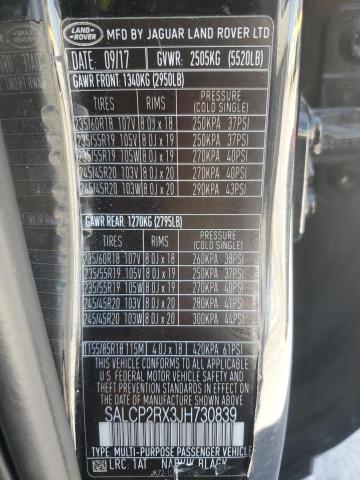 LAND ROVER
MFD BY JAGUAR LAND ROVER LTD
DATE: 09/17 GVWR: 2505KG (5520LB)
GAWR FRONT: 1340KG (2950LB)
TIRES RIMS PRESSURE (COLD SINGLE)
235/60R18 107V 8.0J x 18 250KPA 37PSI
235/55R19 105V 8.0J x 19 250KPA 37PSI
235/55R19 105W 8.0J x 19 270KPA 40PSI
245/45R20 103W 8.0J x 20 270KPA 40PSI
245/45R20 103W 8.0J x 20 290KPA 43PSI
GAWR REAR: 1270KG (2795LB)
TIRES RIMS PRESSURE (COLD SINGLE)
235/60R18 107V 8.0J x 18 260KPA 38PSI
235/55R19 105V 8.0J x 19 250KPA 37PSI
235/55R19 105W 8.0J x 19 270KPA 40PSI
245/45R20 103W 8.0J x 20 280KPA 41PSI
245/45R20 103W 8.0J x 20 300KPA 44PSI
T155/85R18 115M 4.0J x 18 420KPA 61PSI
THIS VEHICLE CONFORMS TO ALL APPLICABLE
U.S. FEDERAL MOTOR VEHICLE SAFETY
STANDARDS IN EFFECT ON THE DATE OF
MANUFACTURE SHOWN ABOVE.
SALCP2RX3JH730839
TYPE: MULTI-PURPOSE PASSENGER VEHICLE
LRC: 1AT NARVIK BLACK